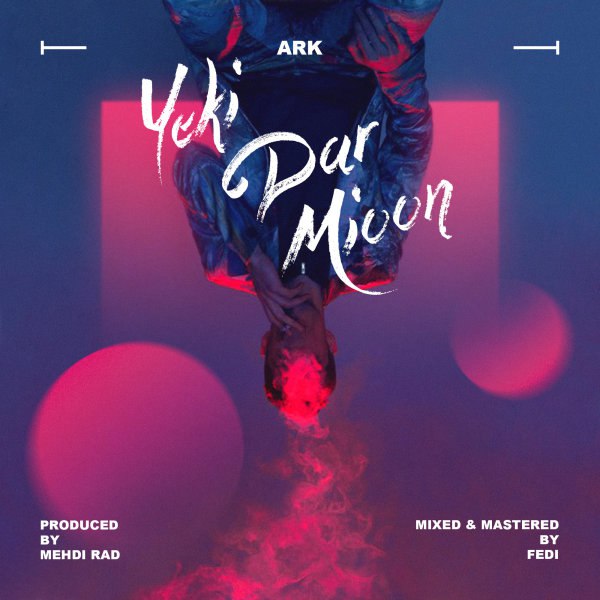 ARK
Yeki
Dar
Mioon
PRODUCED
BY
MEHDI RAD
MIXED & MASTERED
BY
FEDI